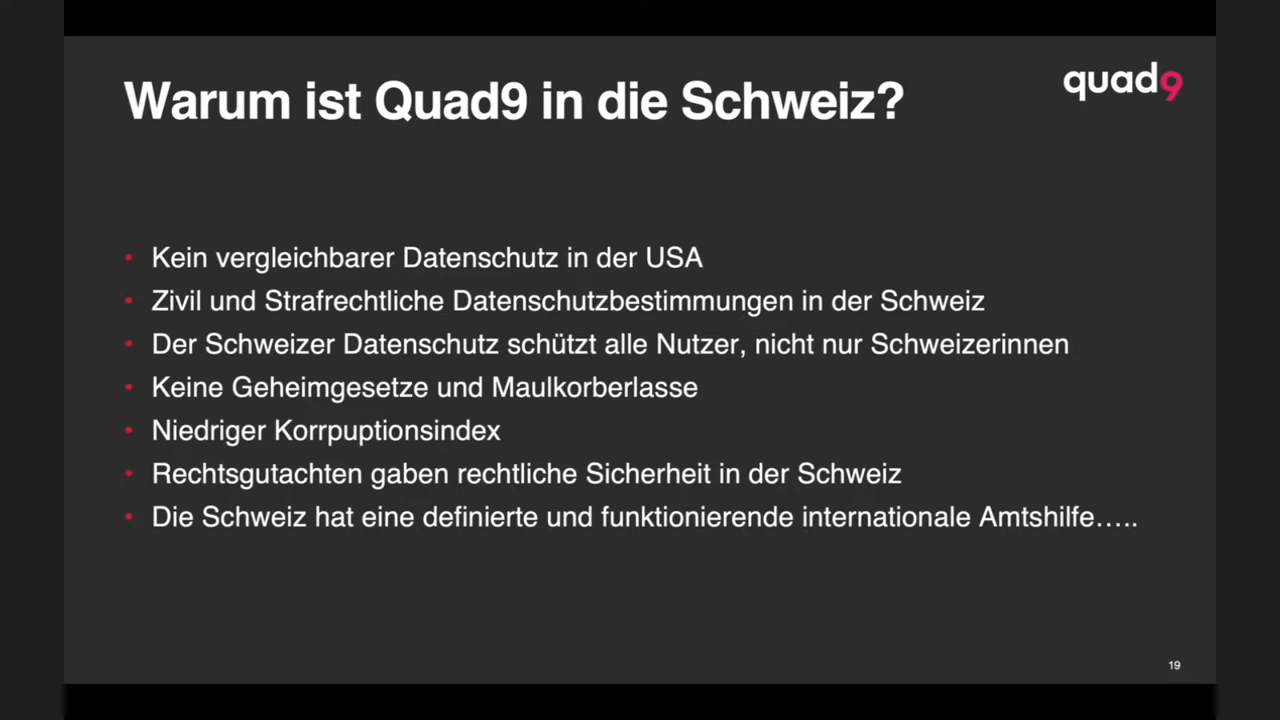 Warum ist Quad9 in die Schweiz?
quad9
• Kein vergleichbarer Datenschutz in der USA
• Zivil und Strafrechtliche Datenschutzbestimmungen in der Schweiz
• Der Schweizer Datenschutz schützt alle Nutzer, nicht nur Schweizerinnen
• Keine Geheimgesetze und Maulkorberlasse
• Niedriger Korrpuptionsindex
• Rechtsgutachten gaben rechtliche Sicherheit in der Schweiz
• Die Schweiz hat eine definierte und funktionierende internationale Amtshilfe…..
19